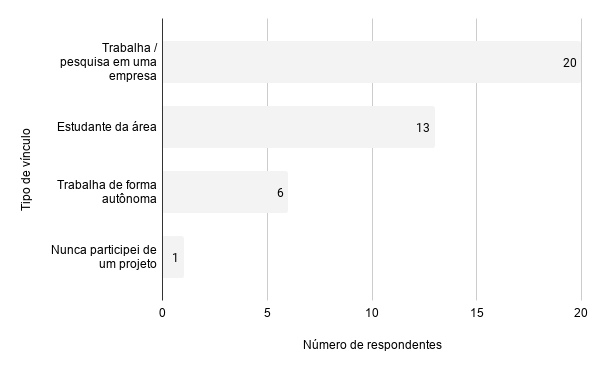 Trabalha /
pesquisa em uma
empresa
20
Estudante da área
13
Trabalha de forma
autônoma
6
Nunca participei de
um projeto
1
Tipo de vínculo
0
5
10
15
20
Número de respondentes